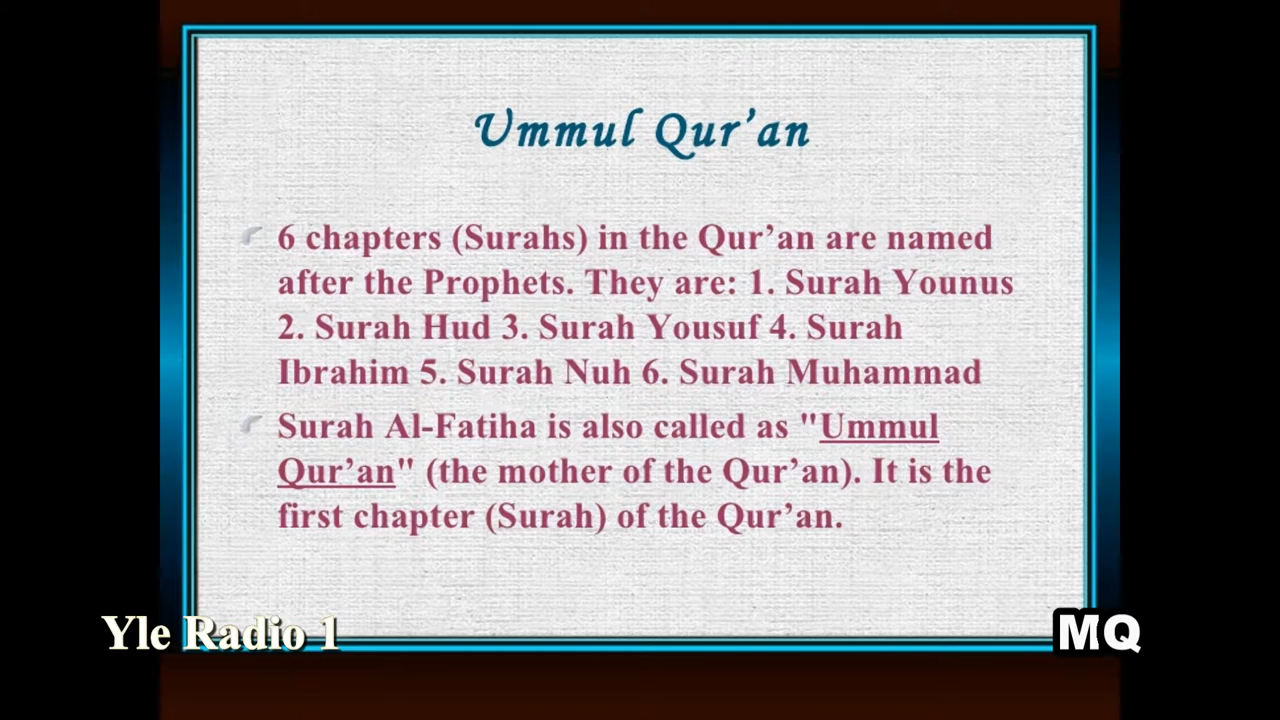 Ummul Qur’an
6 chapters (Surahs) in the Qur’an are named
after the Prophets. They are: 1. Surah Younus
2. Surah Hud 3. Surah Yousuf 4. Surah
Ibrahim 5. Surah Nuh 6. Surah Muhammad
Surah Al-Fatiha is also called as "Ummul
Qur’an" (the mother of the Qur’an). It is the
first chapter (Surah) of the Qur’an.
Yle Radio 1
MQ